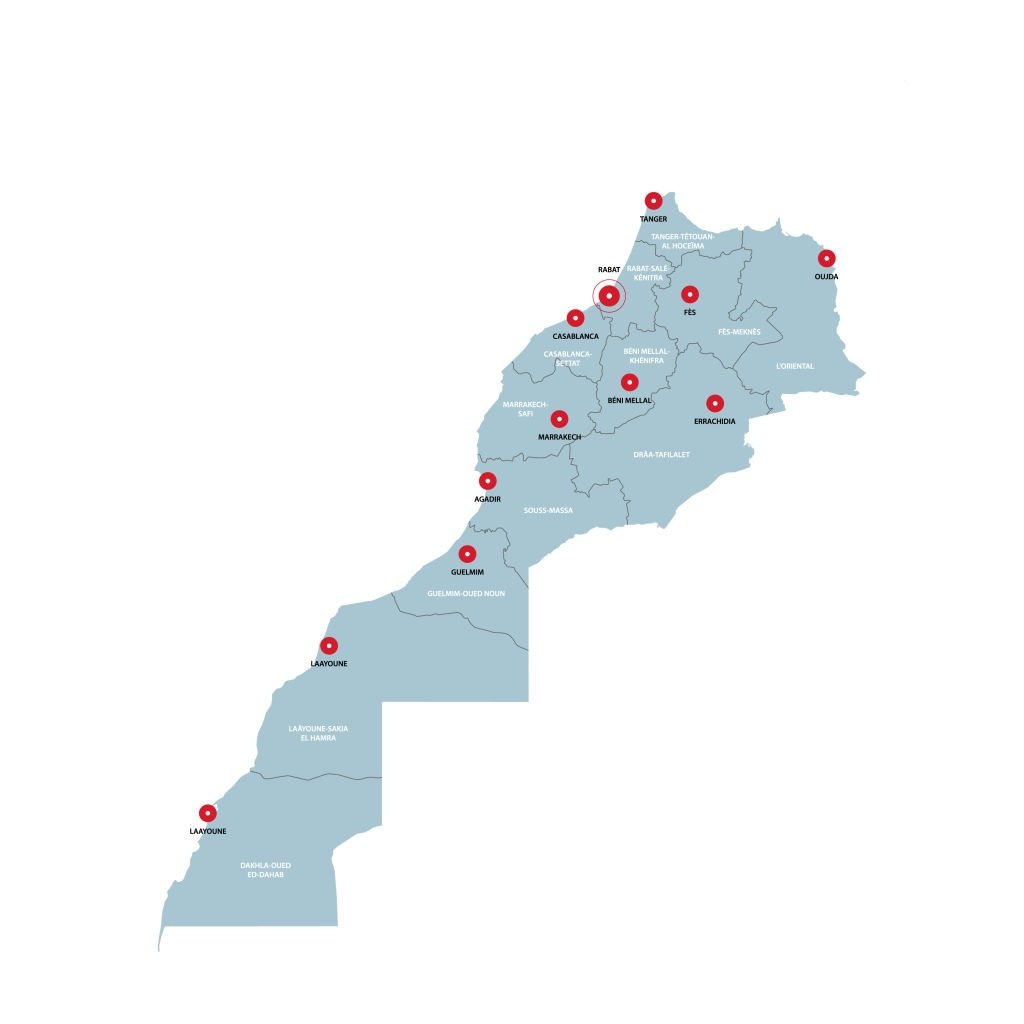 TANGER
TANGER-TÉTOUAN-
AL HOCEÏMA
OUJDA
RABAT
RABAT-SALÉ-
KÉNITRA
FÈS
CASABLANCA
FÈS-MEKNÈS
CASABLANCA-
SETTAT
BÉNI MELLAL-
KHÉNIFRA
L'ORIENTAL
BÉNI MELLAL
MARRAKECH-
SAFI
ERRACHIDIA
MARRAKECH
DRÂA-TAFILALET
AGADIR
SOUSS-MASSA
GUELMIM
GUELMIM-OUED NOUN
LAAYOUNE
LAÂYOUNE-SAKIA
EL HAMRA
LAAYOUNE
DAKHLA-OUED
ED-DAHAB